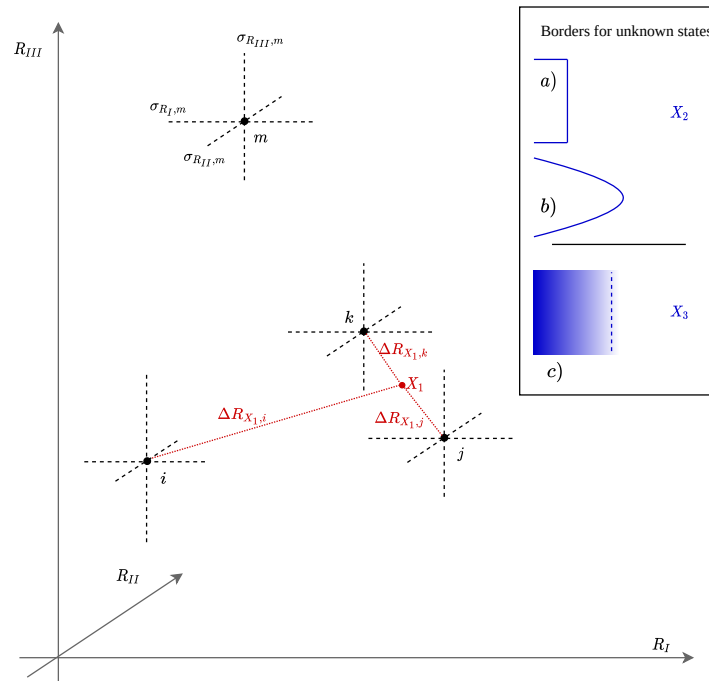 Borders for unknown states
σ_{R_{III},m}
R_{III}
a)
σ_{R_I,m}
X_2
m
σ_{R_{II},m}
b)
X_3
k
ΔR_{X_1,k}
c)
X_1
ΔR_{X_1,i}
ΔR_{X_1,j}
j
i
R_{II}
R_I